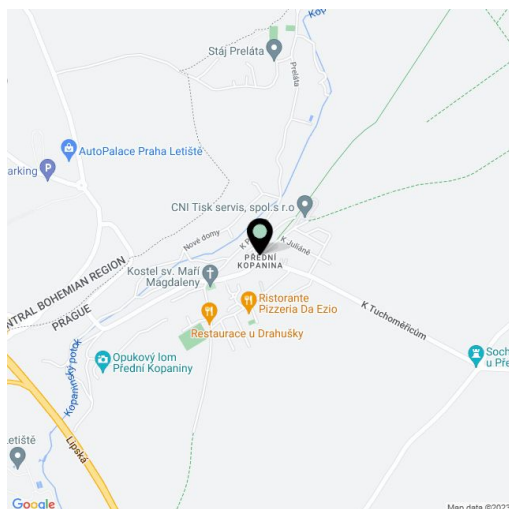 Kop
Stáj Preláta
Preláta
AutoPalace Praha Letiště
arking
P
CNI Tisk servis, spol.s r.o
Nové domy
K Juliáně
PŘEDNÍ
KOPANINA
Kostel sv. Maří
Magdaleny
CENTRAL BOHEMIAN REGION
PRAGUE
Ristorante
Pizzeria Da Ezio
K Tuchoměřicům
Restaurace u Drahušky
Opukový lom
Přední Kopaniny
Soch
u Pře
Kopaninský potok
Letiště
Lipská
Google
Map data ©2023